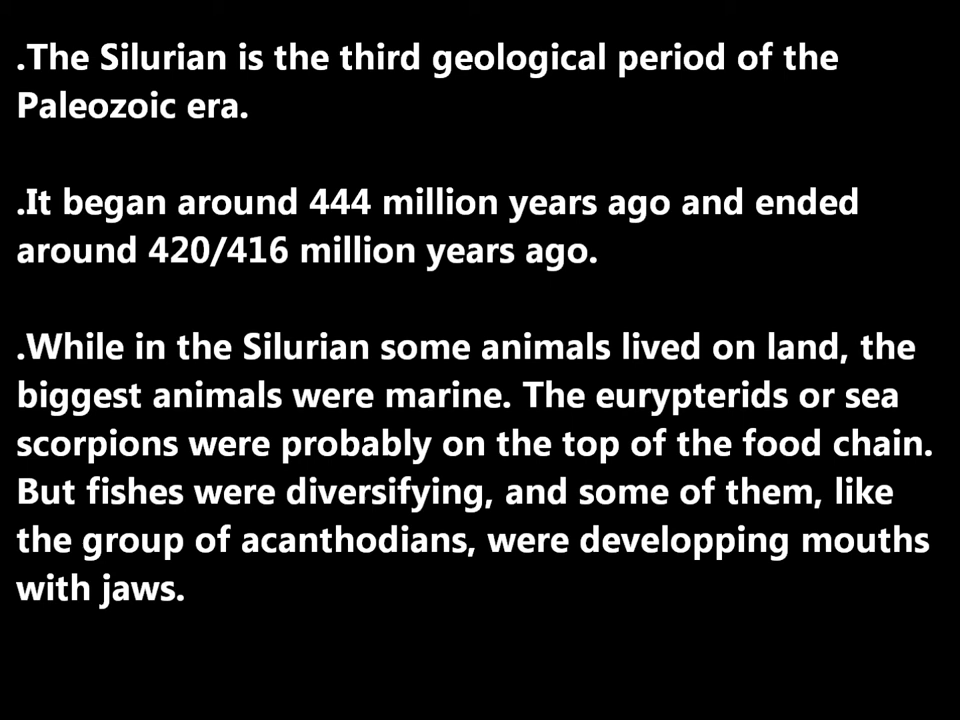 .The Silurian is the third geological period of the
Paleozoic era.
.It began around 444 million years ago and ended
around 420/416 million years ago.
.While in the Silurian some animals lived on land, the
biggest animals were marine. The eurypterids or sea
scorpions were probably on the top of the food chain.
But fishes were diversifying, and some of them, like
the group of acanthodians, were developping mouths
with jaws.